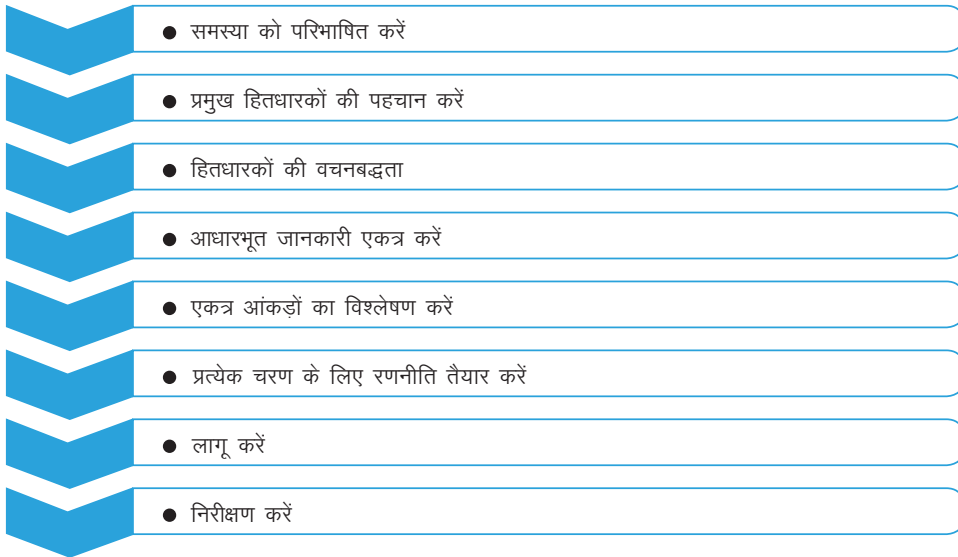 ● समस्या को परिभाषित करें
● प्रमुख हितधारकों की पहचान करें
● हितधारकों की वचनबद्धता
● आधारभूत जानकारी एकत्र करें
● एकत्र आंकड़ों का विश्लेषण करें
● प्रत्येक चरण के लिए रणनीति तैयार करें
● लागू करें
● निरीक्षण करें